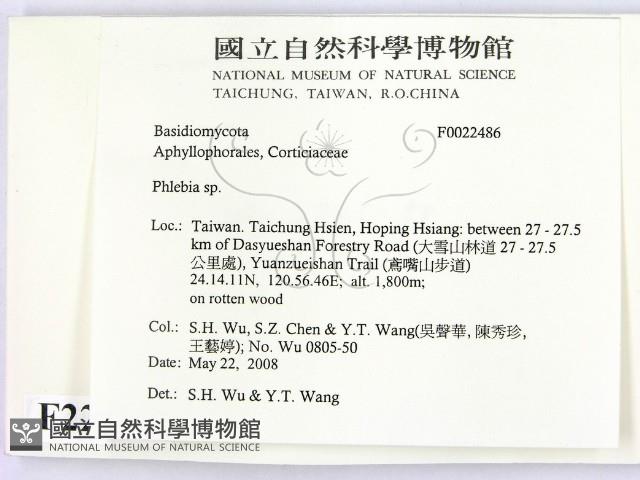 國立自然科學博物館
NATIONAL MUSEUM OF NATURAL SCIENCE
TAICHUNG, TAIWAN, R.O.CHINA
Basidiomycota F0022486
Aphyllophorales, Corticiaceae
Phlebia sp.
Loc.: Taiwan. Taichung Hsien, Hoping Hsiang: between 27 - 27.5
km of Dasyueshan Forestry Road (大雪山林道 27 - 27.5
公里處), Yuanzueishan Trail (鳶嘴山步道)
24.14.11N, 120.56.46E; alt. 1,800m;
on rotten wood
Col.: S.H. Wu, S.Z. Chen & Y.T. Wang(吳聲華, 陳秀珍,
王藝婷); No. Wu 0805-50
Date: May 22, 2008
Det.: S.H. Wu & Y.T. Wang
國立自然科學博物館
NATIONAL MUSEUM OF NATURAL SCIENCE